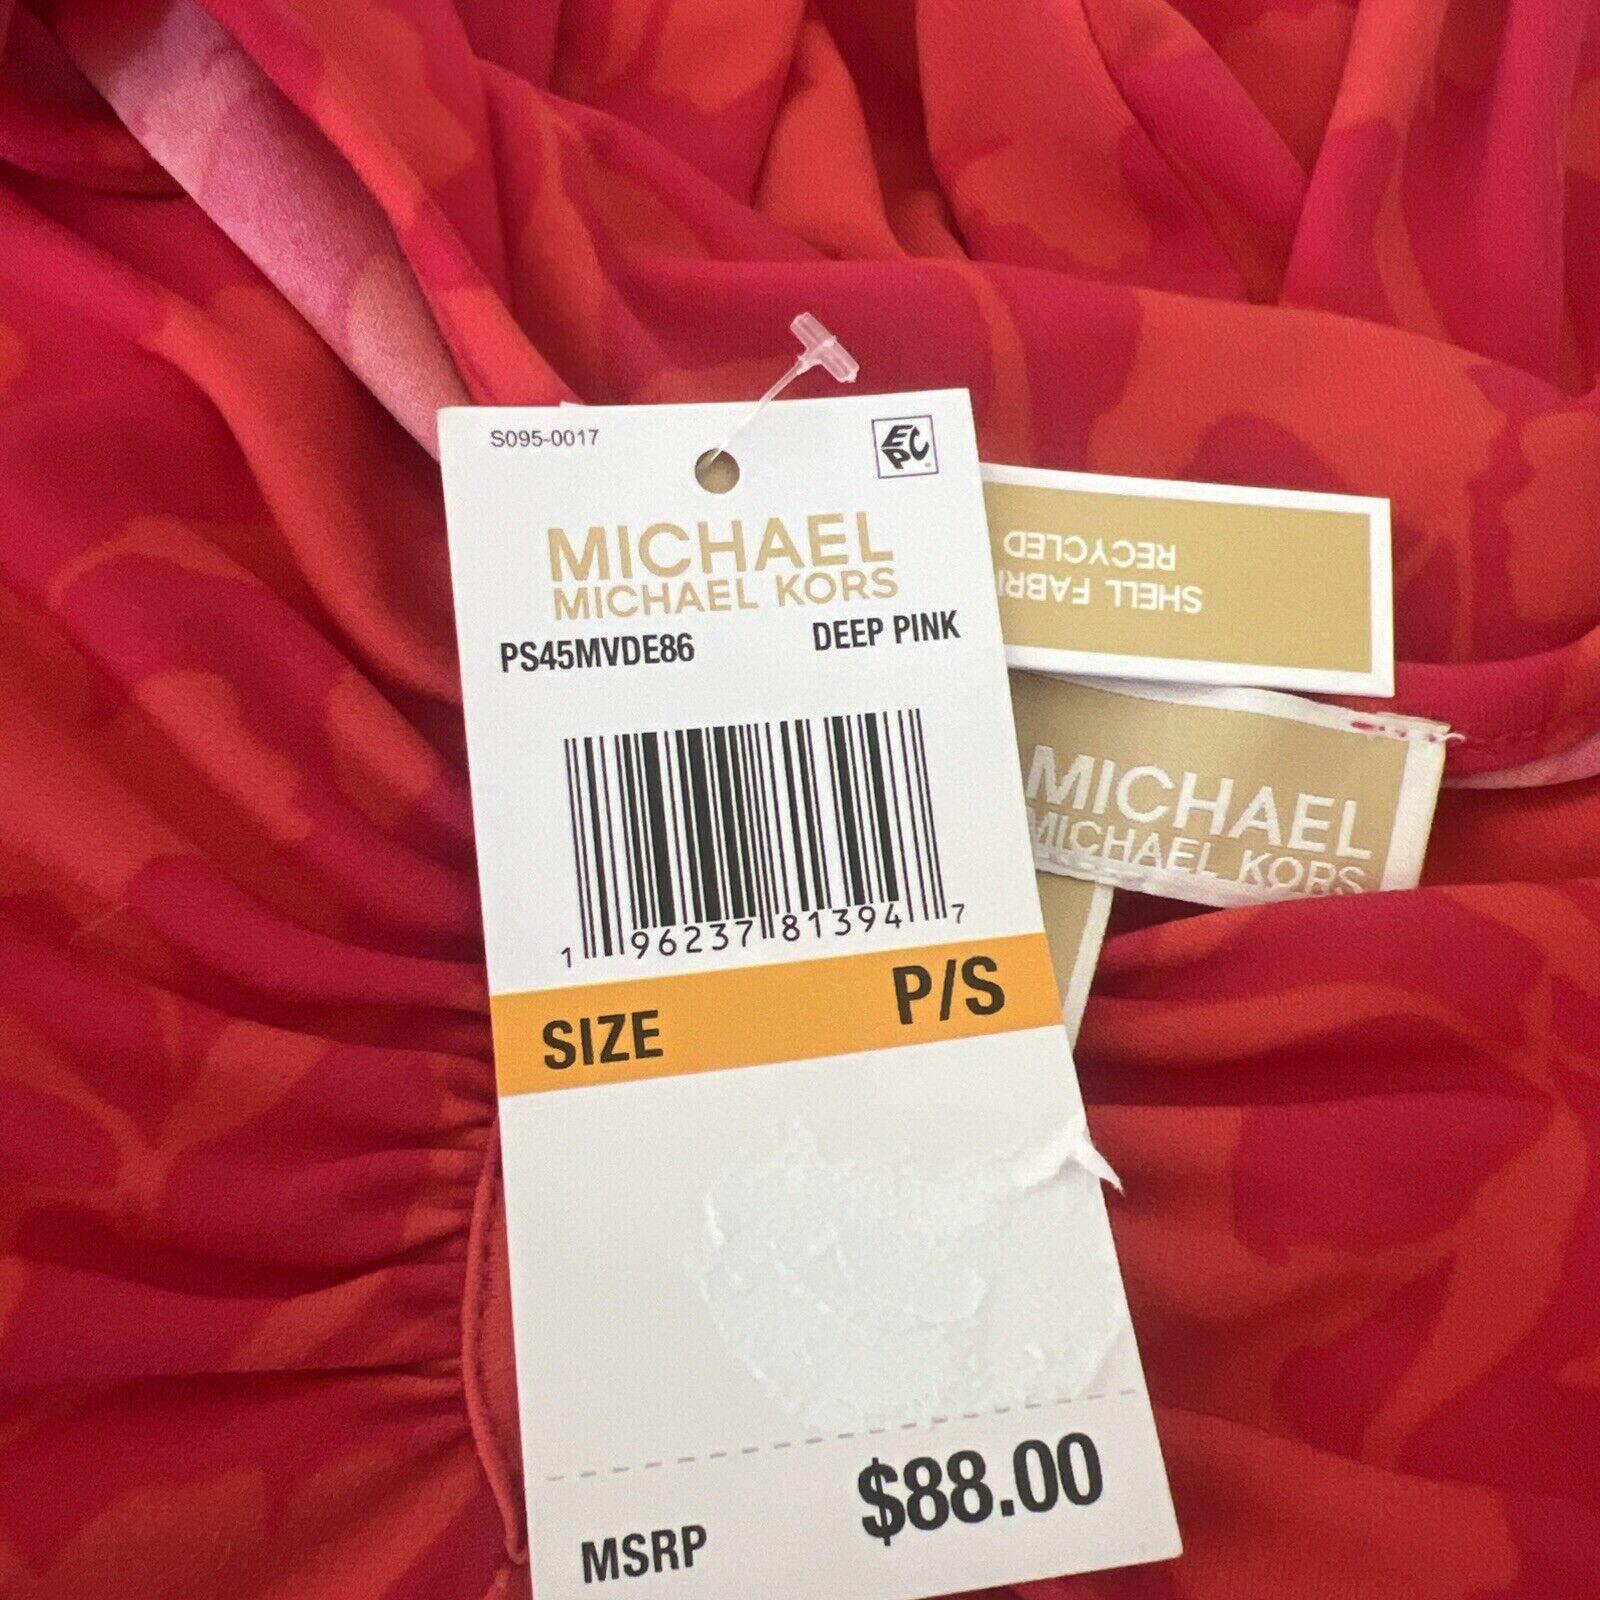 S095-0017
EPC
MICHAEL
MICHAEL KORS
PS45MVDE86 DEEP PINK
1 96237 81394 7
SIZE P/S
MSRP $88.00
SHELL FABRI
RECYCLED
MICHAEL
MICHAEL KORS